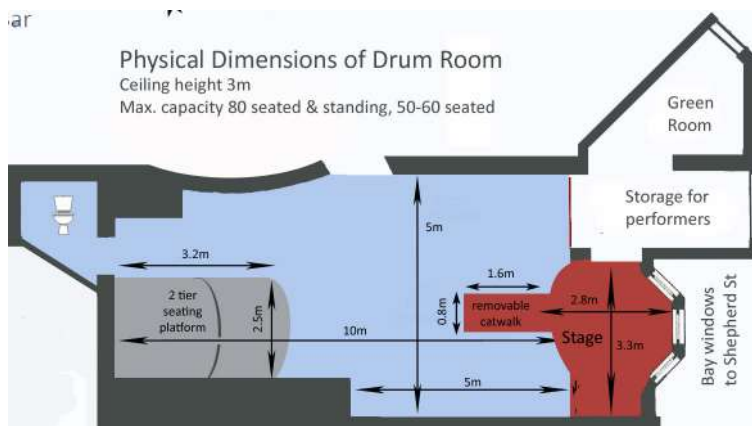 ar
Physical Dimensions of Drum Room
Ceiling height 3m
Max. capacity 80 seated & standing, 50-60 seated
Green
Room
Storage for
performers
5m
3.2m
1.6m
2 tier
seating
platform
2.5m
0.8m
removable
catwalk
2.8m
Stage
10m
3.3m
5m
Bay windows
to Shepherd St